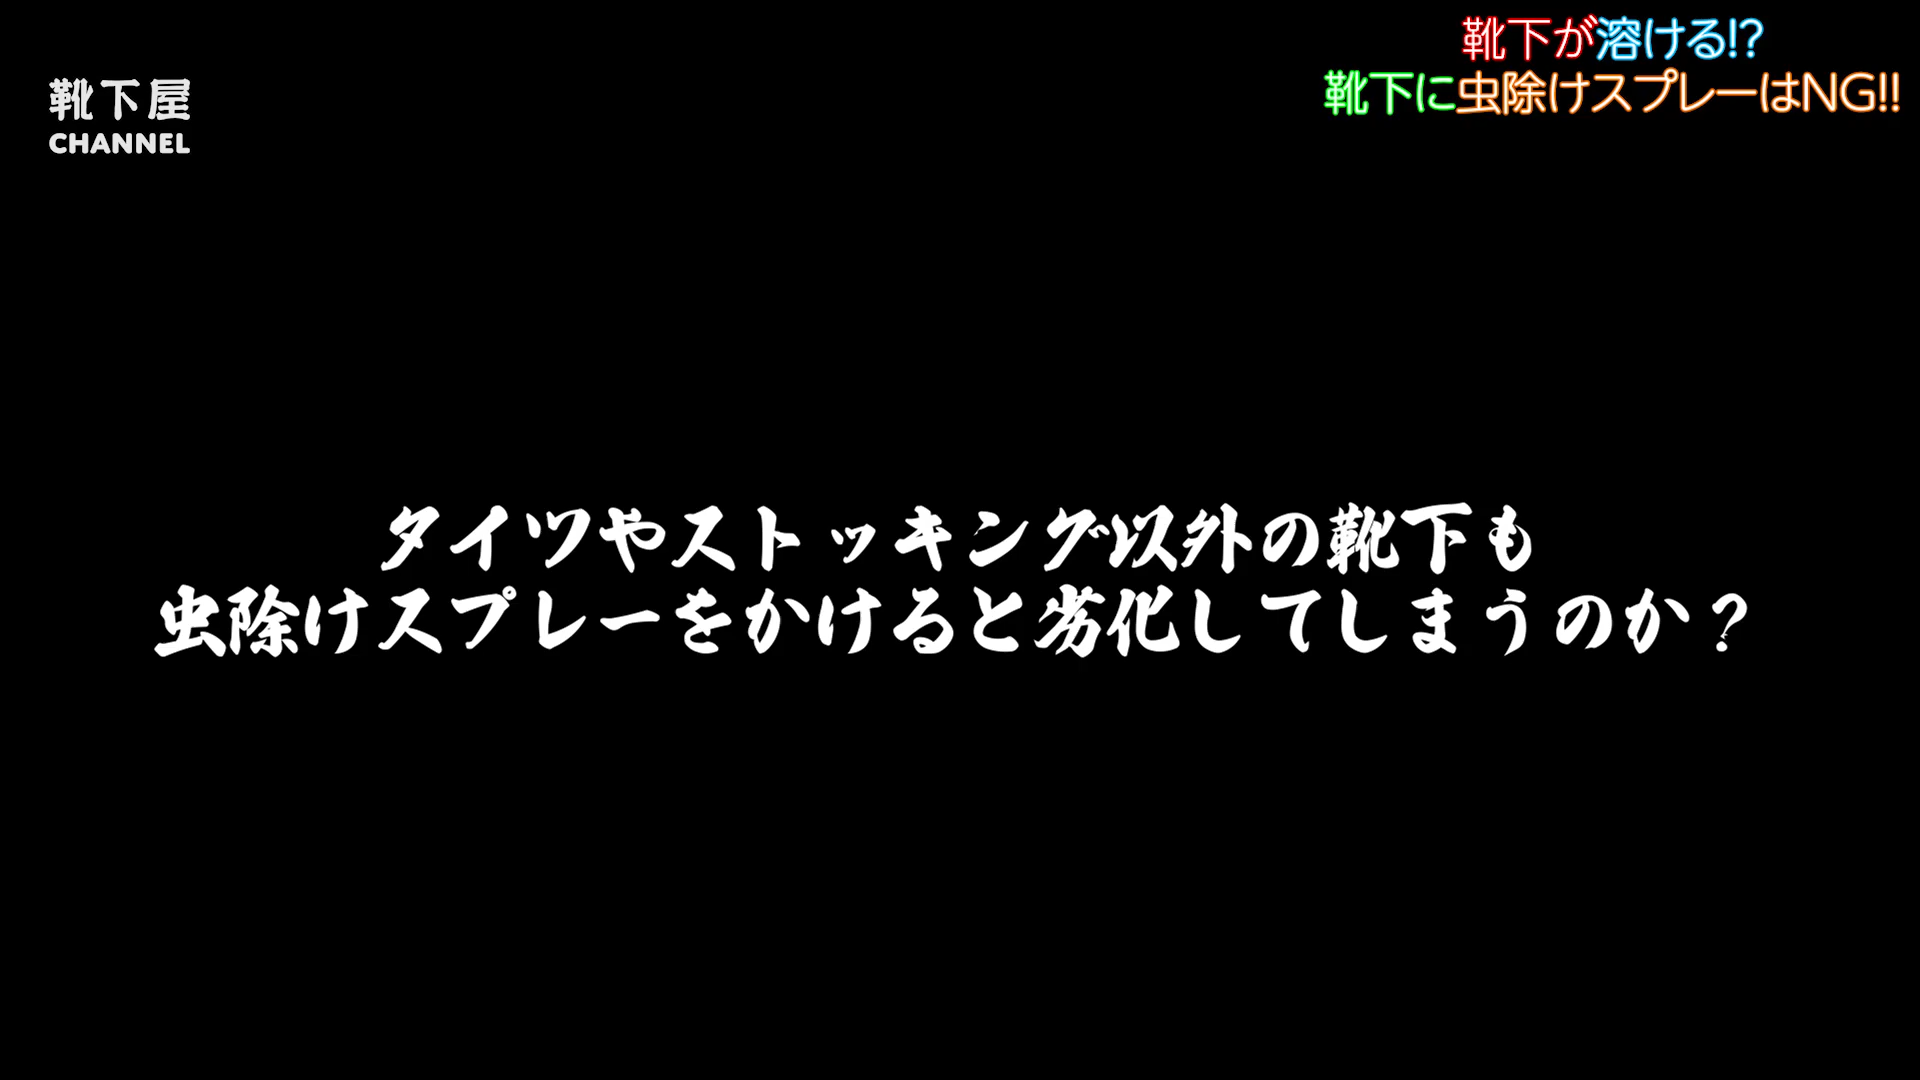 靴下屋
CHANNEL
靴下が溶ける!?
靴下に虫除けスプレーはNG!!
タイツやストッキング以外の靴下も
虫除けスプレーをかけると劣化してしまうのか?